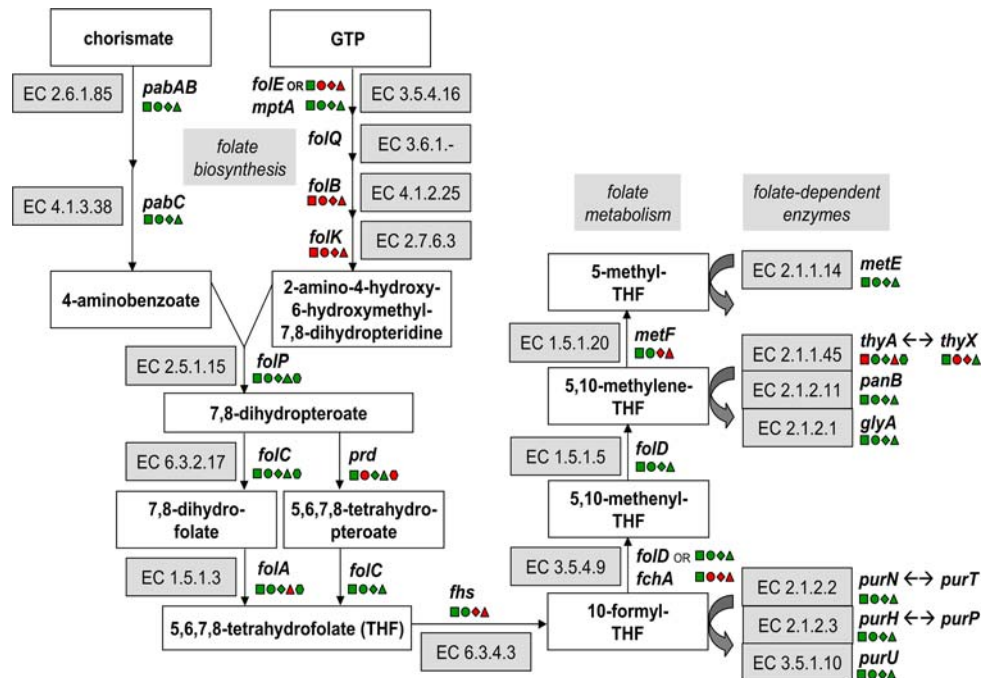 chorismate
GTP
EC 2.6.1.85
pabAB
folE OR
mptA
EC 3.5.4.16
folate
biosynthesis
folQ
EC 3.6.1.-
folB
EC 4.1.2.25
EC 4.1.3.38
pabC
folK
EC 2.7.6.3
4-aminobenzoate
2-amino-4-hydroxy-
6-hydroxymethyl-
7,8-dihydropteridine
EC 2.5.1.15
folP
7,8-dihydropteroate
EC 6.3.2.17
folC
prd
7,8-dihydro-
folate
5,6,7,8-tetrahydro-
pteroate
EC 1.5.1.3
folA
folC
5,6,7,8-tetrahydrofolate (THF)
fhs
EC 6.3.4.3
folate
metabolism
folate-dependent
enzymes
5-methyl-
THF
EC 2.1.1.14
metE
EC 1.5.1.20
metF
EC 2.1.1.45
thyA ←→ thyX
5,10-methylene-
THF
EC 2.1.2.11
panB
EC 2.1.2.1
glyA
EC 1.5.1.5
folD
5,10-methenyl-
THF
EC 3.5.4.9
folD OR
fchA
10-formyl-
THF
EC 2.1.2.2
purN ←→ purT
EC 2.1.2.3
purH ←→ purP
EC 3.5.1.10
purU